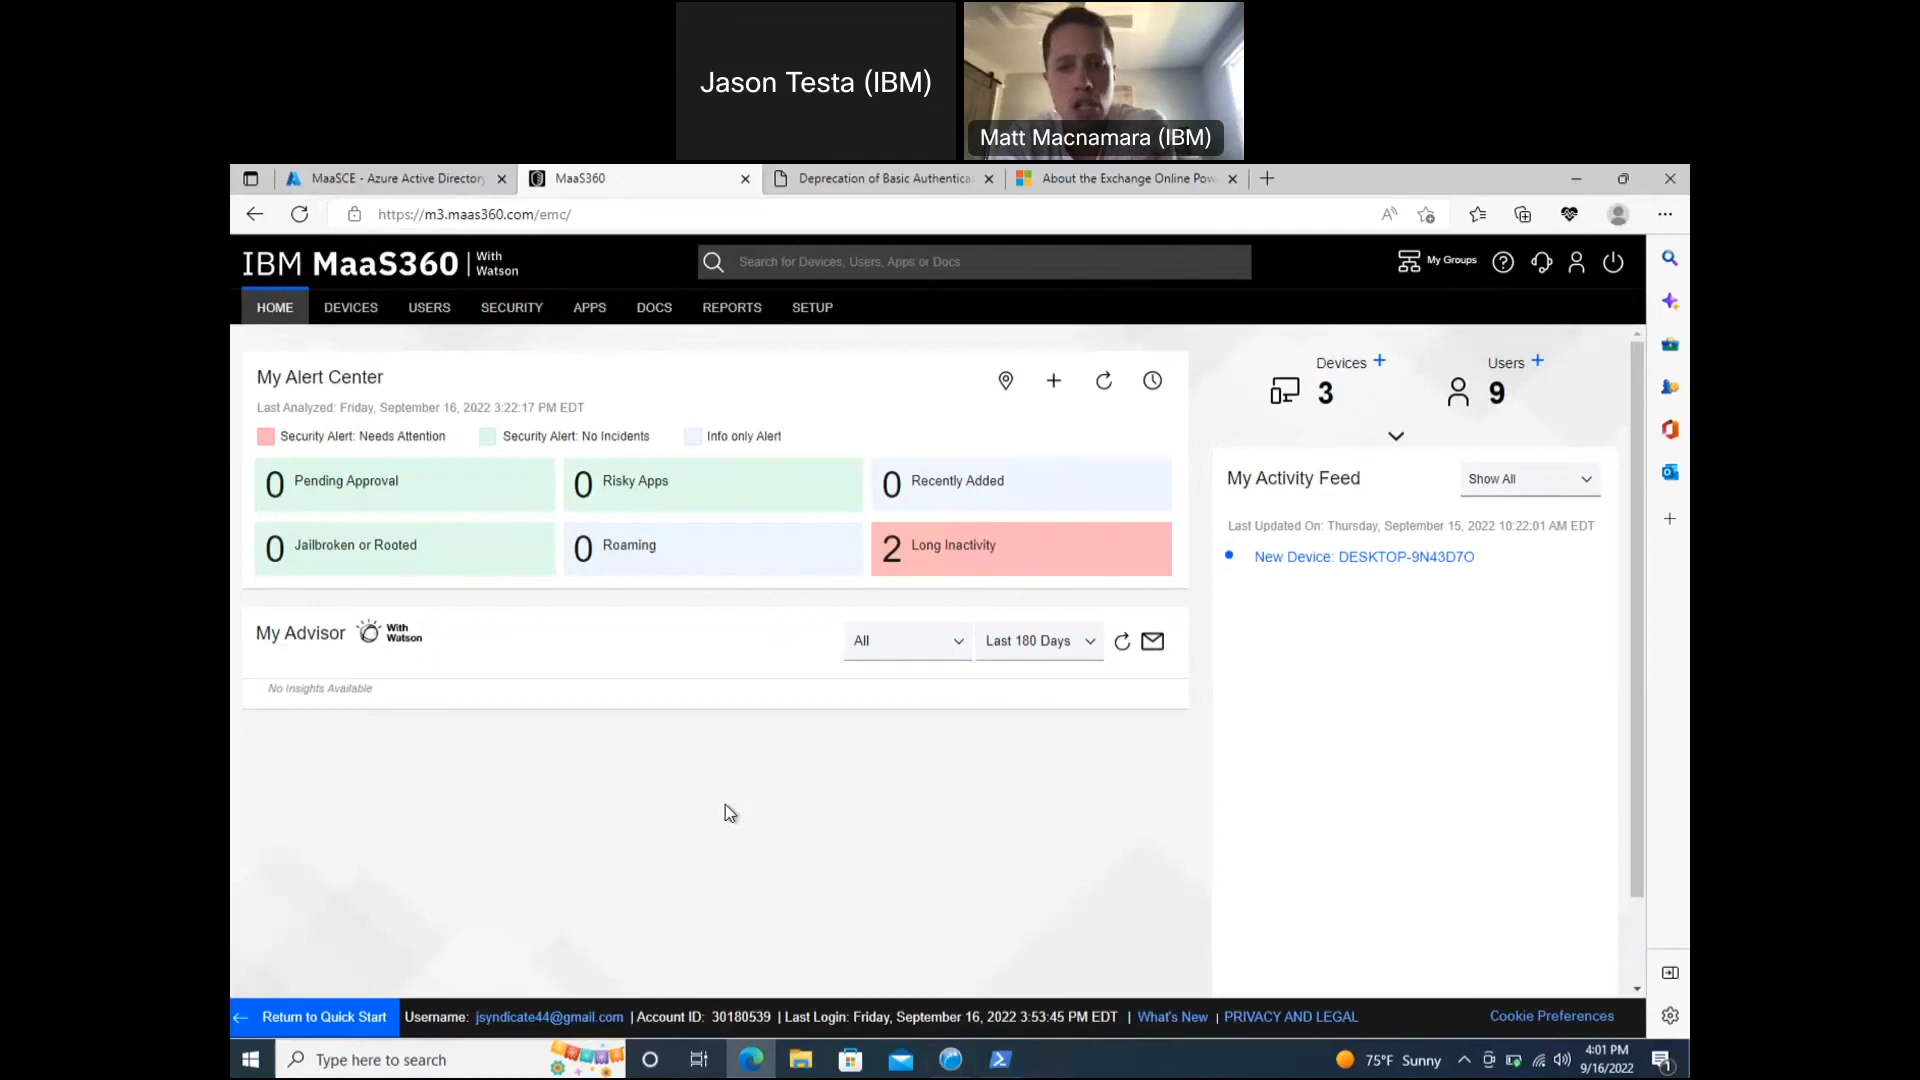 Jason Testa (IBM)
Matt Macnamara (IBM)
MaaSCE - Azure Active Directory
MaaS360
Deprecation of Basic Authentica
About the Exchange Online Pow
https://m3.maas360.com/emc/
IBM MaaS360 | With Watson
Search for Devices, Users, Apps or Docs
My Groups
HOME DEVICES USERS SECURITY APPS DOCS REPORTS SETUP
My Alert Center
Last Analyzed: Friday, September 16, 2022 3:22:17 PM EDT
Security Alert: Needs Attention
Security Alert: No Incidents
Info only Alert
0 Pending Approval
0 Risky Apps
0 Recently Added
0 Jailbroken or Rooted
0 Roaming
2 Long Inactivity
My Advisor With Watson
All
Last 180 Days
No Insights Available
Devices +
3
Users +
9
My Activity Feed
Show All
Last Updated On: Thursday, September 15, 2022 10:22:01 AM EDT
New Device: DESKTOP-9N43D7O
Return to Quick Start
Username: jsyndicate44@gmail.com | Account ID: 30180539 | Last Login: Friday, September 16, 2022 3:53:45 PM EDT | What's New | PRIVACY AND LEGAL
Cookie Preferences
Type here to search
75°F Sunny
4:01 PM
9/16/2022
1